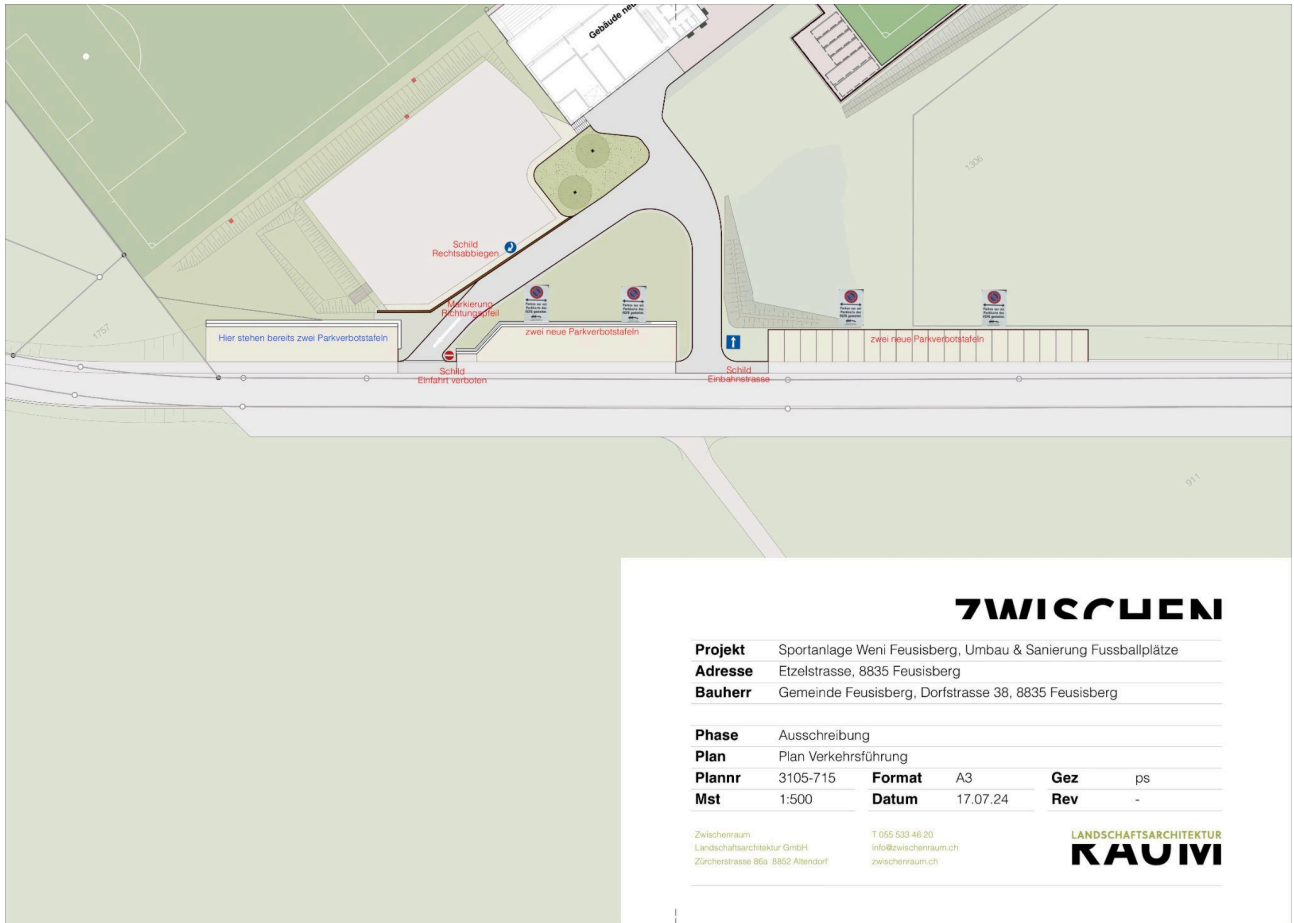 Gebäude neu
1300
Schild
Rechtsabbiegen
Markierung
Richtungspfeil
1757
Hier stehen bereits zwei Parkverbotstafeln
zwei neue Parkverbotstafeln
zwei neue Parkverbotstafeln
Schild
Einfahrt verboten
Schild
Einbahnstrasse
911
ZWISCHEN
Projekt Sportanlage Weni Feusisberg, Umbau & Sanierung Fussballplätze
Adresse Etzelstrasse, 8835 Feusisberg
Bauherr Gemeinde Feusisberg, Dorfstrasse 38, 8835 Feusisberg
Phase Ausschreibung
Plan Plan Verkehrsführung
Plannr 3105-715 Format A3 Gez ps
Mst 1:500 Datum 17.07.24 Rev -
Zwischenraum T 055 533 46 20
Landschaftsarchitektur GmbH info@zwischenraum.ch
Zürcherstrasse 86a 8852 Altendorf zwischenraum.ch
LANDSCHAFTSARCHITEKTUR
RAUM